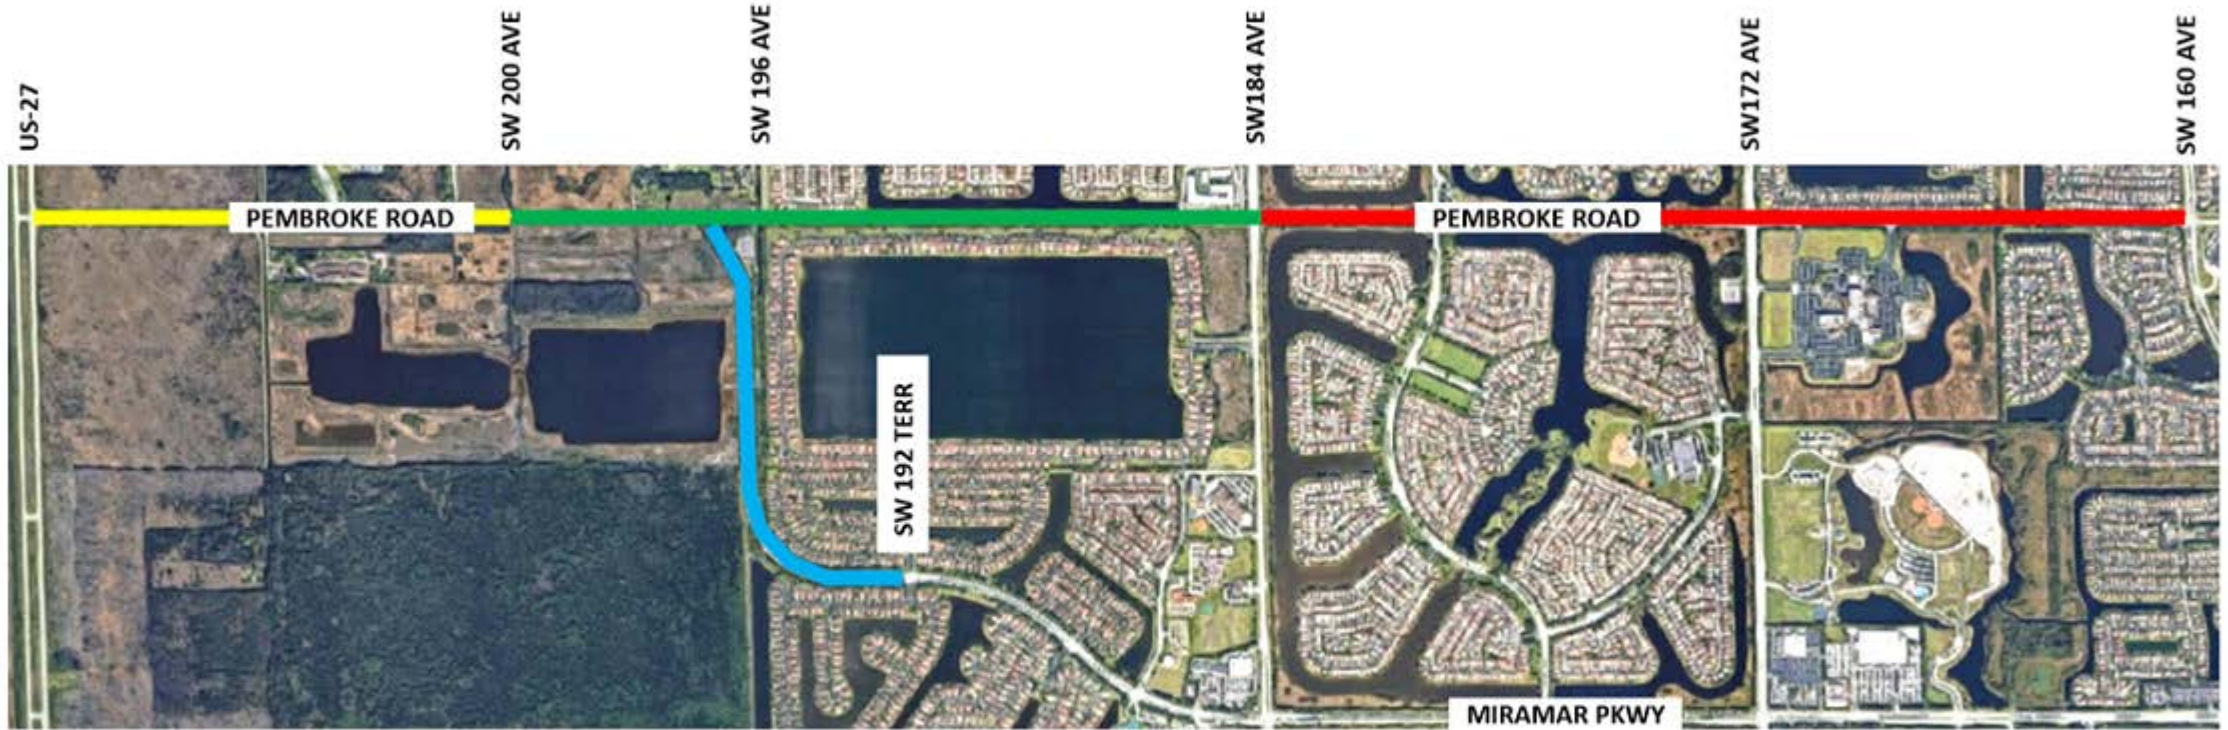 US-27
SW 200 AVE
SW 196 AVE
SW184 AVE
SW172 AVE
SW 160 AVE
PEMBROKE ROAD
PEMBROKE ROAD
SW 192 TERR
MIRAMAR PKWY